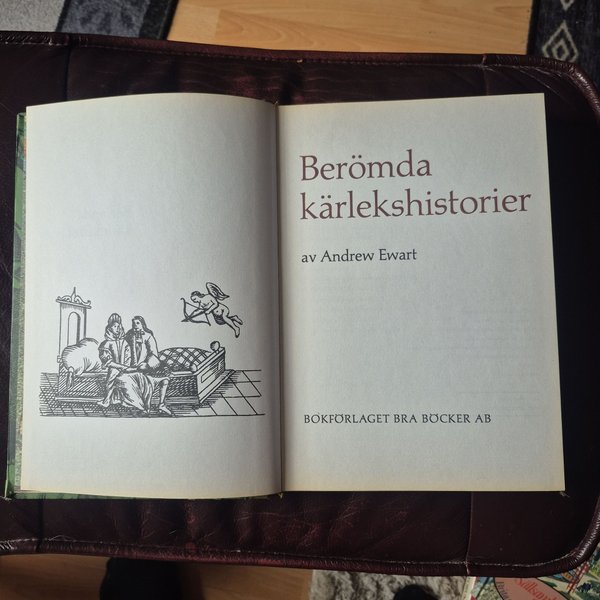 Berömda
kärlekshistorier
av Andrew Ewart
BOKFÖRLAGET BRA BÖCKER AB